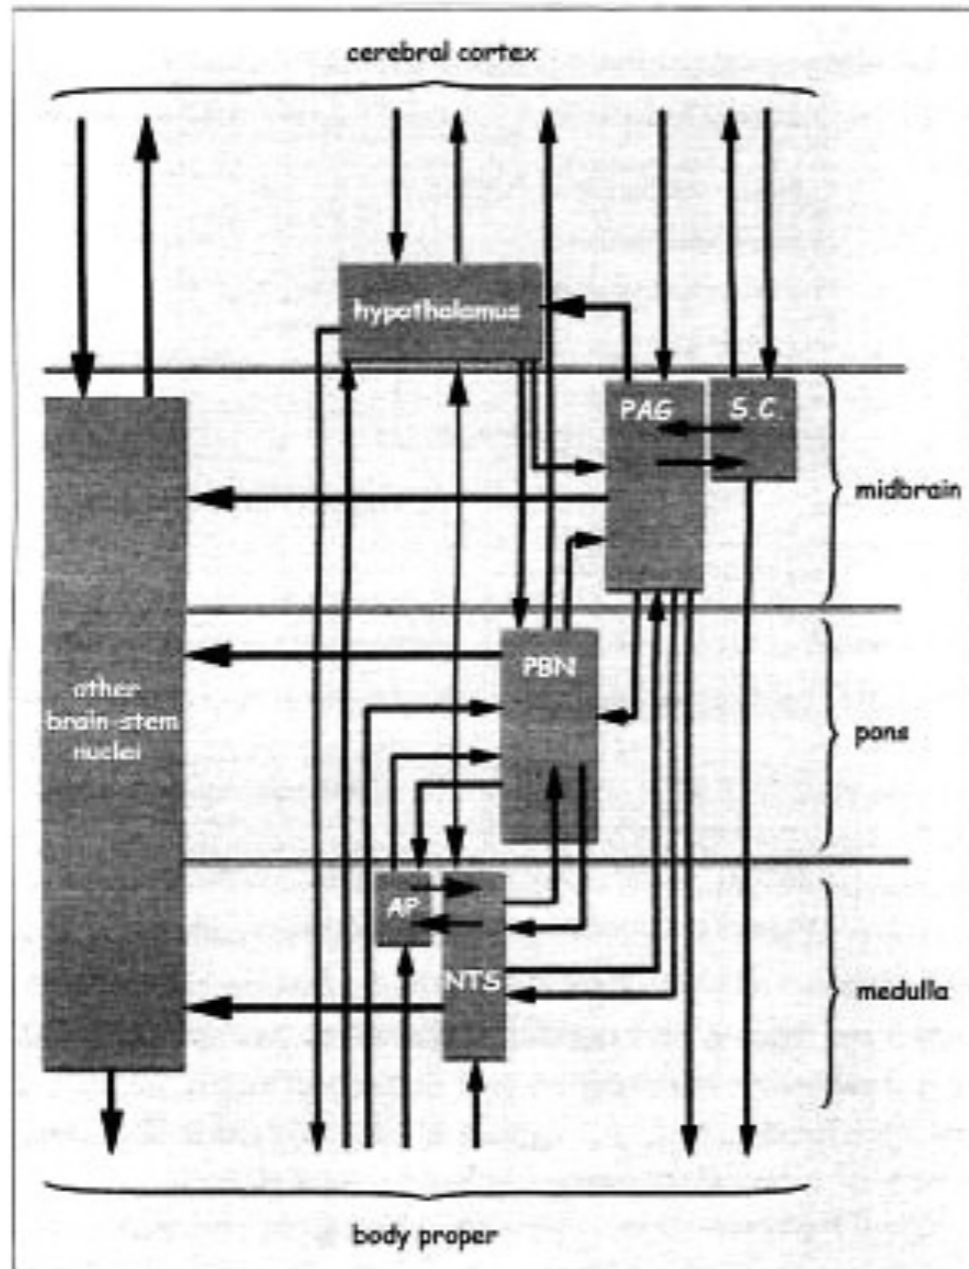 cerebral cortex
hypothalamus
PAG
S.C.
midbrain
PBN
other
brain-stem
nuclei
pons
AP
NTS
medulla
body proper